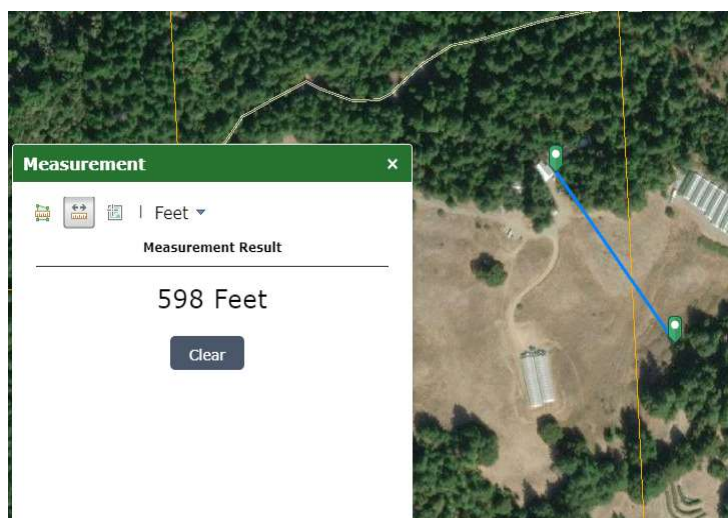 Measurement ×
| Feet
Measurement Result
598 Feet
Clear